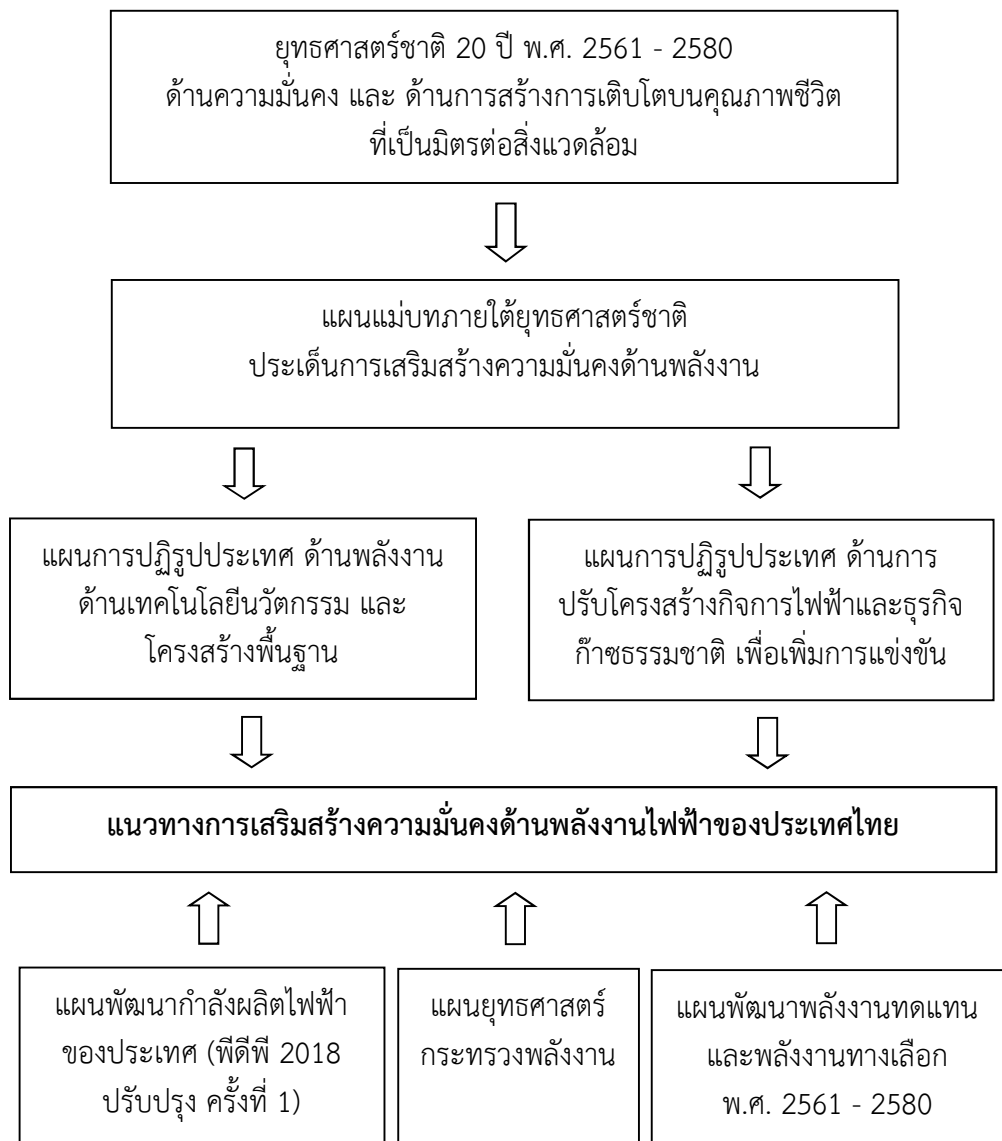 ยุทธศาสตร์ชาติ 20 ปี พ.ศ. 2561 - 2580
ด้านความมั่นคง และ ด้านการสร้างการเติบโตบนคุณภาพชีวิต
ที่เป็นมิตรต่อสิ่งแวดล้อม
แผนแม่บทภายใต้ยุทธศาสตร์ชาติ
ประเด็นการเสริมสร้างความมั่นคงด้านพลังงาน
แผนการปฏิรูปประเทศ ด้านพลังงาน
ด้านเทคโนโลยีนวัตกรรม และ
โครงสร้างพื้นฐาน
แผนการปฏิรูปประเทศ ด้านการ
ปรับโครงสร้างกิจการไฟฟ้าและธุรกิจ
ก๊าซธรรมชาติ เพื่อเพิ่มการแข่งขัน
แนวทางการเสริมสร้างความมั่นคงด้านพลังงานไฟฟ้าของประเทศไทย
แผนพัฒนากำลังผลิตไฟฟ้า
ของประเทศ (พีดีพี 2018
ปรับปรุง ครั้งที่ 1)
แผนยุทธศาสตร์
กระทรวงพลังงาน
แผนพัฒนาพลังงานทดแทน
และพลังงานทางเลือก
พ.ศ. 2561 - 2580